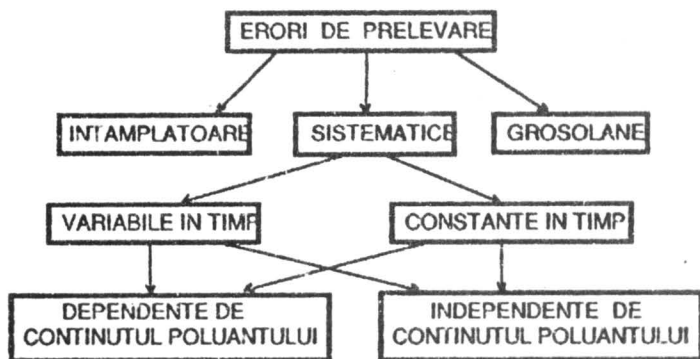 ERORI DE PRELEVARE
INTAMPLATOARE
SISTEMATICE
GROSOLANE
VARIABILE IN TIMP
CONSTANTE IN TIMP
DEPENDENTE DE
CONTINUTUL POLUANTULUI
INDEPENDENTE DE
CONTINUTUL POLUANTULUI